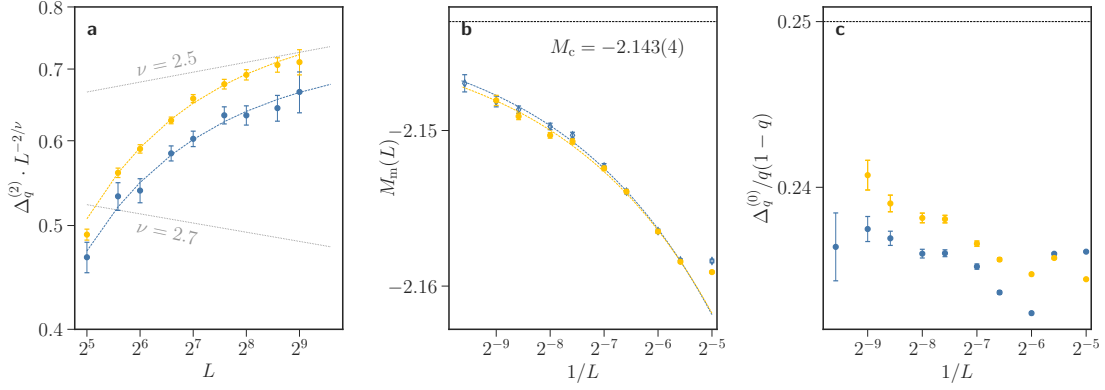 a
0.8
0.7
0.6
0.5
0.4
ν = 2.5
ν = 2.7
Δ_q^{(2)} · L^{−2/ν}
2^5
2^6
2^7
2^8
2^9
L
b
M_c = −2.143(4)
−2.15
−2.16
M_m(L)
2^{−9}
2^{−8}
2^{−7}
2^{−6}
2^{−5}
1/L
c
0.25
0.24
Δ_q^{(0)}/q(1 − q)
2^{−9}
2^{−8}
2^{−7}
2^{−6}
2^{−5}
1/L